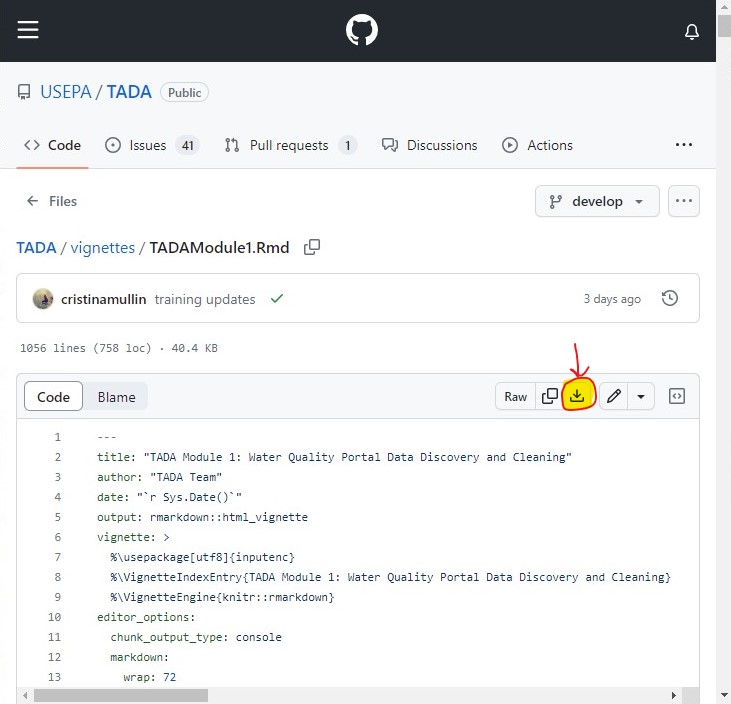 USEPA / TADA Public
Code Issues 41 Pull requests 1 Discussions Actions ...
Files develop ...
TADA / vignettes / TADAModule1.Rmd
cristinamullin training updates 3 days ago
1056 lines (758 loc) · 40.4 KB
Code Blame Raw
1 ---
2 title: "TADA Module 1: Water Quality Portal Data Discovery and Cleaning"
3 author: "TADA Team"
4 date: "`r Sys.Date()`"
5 output: rmarkdown::html_vignette
6 vignette: >
7 %\usepackage[utf8]{inputenc}
8 %\VignetteIndexEntry{TADA Module 1: Water Quality Portal Data Discovery and Cleaning}
9 %\VignetteEngine{knitr::rmarkdown}
10 editor_options:
11 chunk_output_type: console
12 markdown:
13 wrap: 72